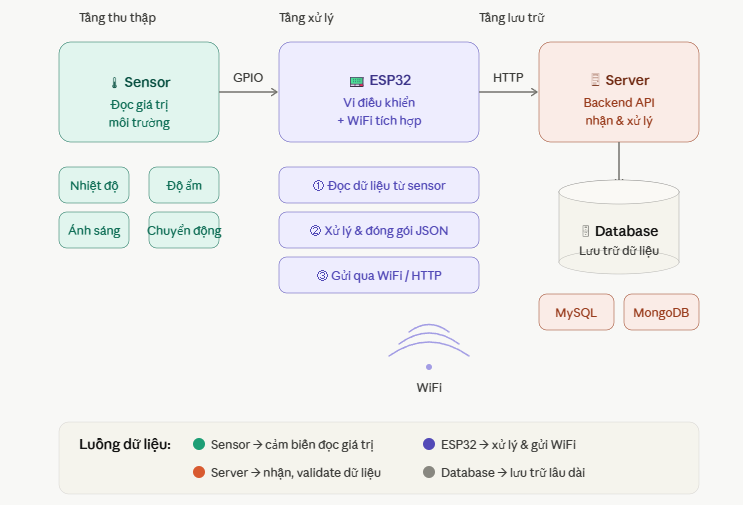 Tầng thu thập
Tầng xử lý
Tầng lưu trữ
Sensor
Đọc giá trị
môi trường
GPIO
ESP32
Vi điều khiển
+ WiFi tích hợp
HTTP
Server
Backend API
nhận & xử lý
Nhiệt độ
Độ ẩm
Ánh sáng
Chuyển động
① Đọc dữ liệu từ sensor
② Xử lý & đóng gói JSON
③ Gửi qua WiFi / HTTP
Database
Lưu trữ dữ liệu
MySQL
MongoDB
WiFi
Luồng dữ liệu:
Sensor → cảm biến đọc giá trị
ESP32 → xử lý & gửi WiFi
Server → nhận, validate dữ liệu
Database → lưu trữ lâu dài